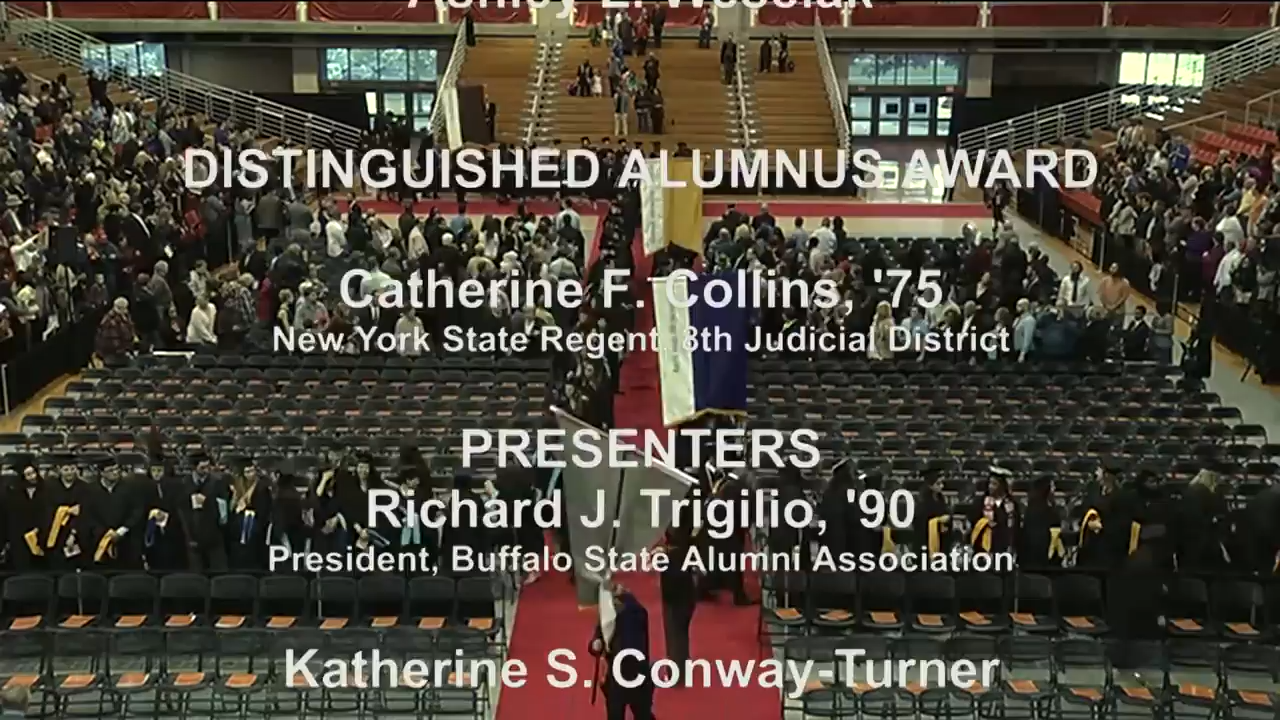 DISTINGUISHED ALUMNUS AWARD
Catherine F. Collins, '75
New York State Regent, 8th Judicial District
PRESENTERS
Richard J. Trigilio, '90
President, Buffalo State Alumni Association
Katherine S. Conway-Turner